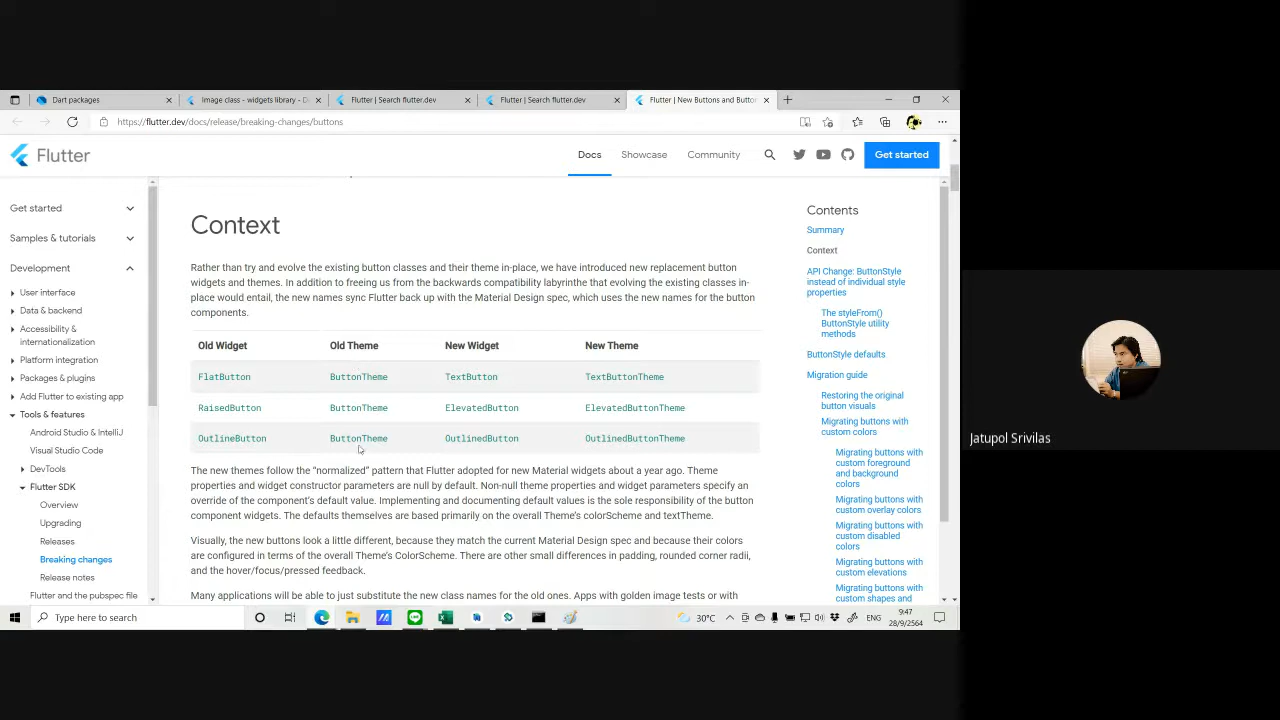 Dart packages
Image class - widgets library - D
Flutter | Search flutter.dev
Flutter | Search flutter.dev
Flutter | New Buttons and Button
https://flutter.dev/docs/release/breaking-changes/buttons
Flutter
Docs
Showcase
Community
Get started
Get started
Samples & tutorials
Development
User interface
Data & backend
Accessibility &
internationalization
Platform integration
Packages & plugins
Add Flutter to existing app
Tools & features
Android Studio & IntelliJ
Visual Studio Code
DevTools
Flutter SDK
Overview
Upgrading
Releases
Breaking changes
Release notes
Flutter and the pubspec file
Context
Rather than try and evolve the existing button classes and their theme in-place, we have introduced new replacement button
widgets and themes. In addition to freeing us from the backwards compatibility labyrinthe that evolving the existing classes in-
place would entail, the new names sync Flutter back up with the Material Design spec, which uses the new names for the button
components.
Old Widget Old Theme New Widget New Theme
FlatButton ButtonTheme TextButton TextButtonTheme
RaisedButton ButtonTheme ElevatedButton ElevatedButtonTheme
OutlineButton ButtonTheme OutlinedButton OutlinedButtonTheme
The new themes follow the “normalized” pattern that Flutter adopted for new Material widgets about a year ago. Theme
properties and widget constructor parameters are null by default. Non-null theme properties and widget parameters specify an
override of the component’s default value. Implementing and documenting default values is the sole responsibility of the button
component widgets. The defaults themselves are based primarily on the overall Theme’s colorScheme and textTheme.
Visually, the new buttons look a little different, because they match the current Material Design spec and because their colors
are configured in terms of the overall Theme’s ColorScheme. There are other small differences in padding, rounded corner radii,
and the hover/focus/pressed feedback.
Many applications will be able to just substitute the new class names for the old ones. Apps with golden image tests or with
Contents
Summary
Context
API Change: ButtonStyle
instead of individual style
properties
The styleFrom()
ButtonStyle utility
methods
ButtonStyle defaults
Migration guide
Restoring the original
button visuals
Migrating buttons with
custom colors
Migrating buttons with
custom foreground
and background
colors
Migrating buttons with
custom overlay colors
Migrating buttons with
custom disabled
colors
Migrating buttons with
custom elevations
Migrating buttons with
custom shapes and
Type here to search
30°C
ENG
9:47
28/9/2564
Jatupol Srivilas